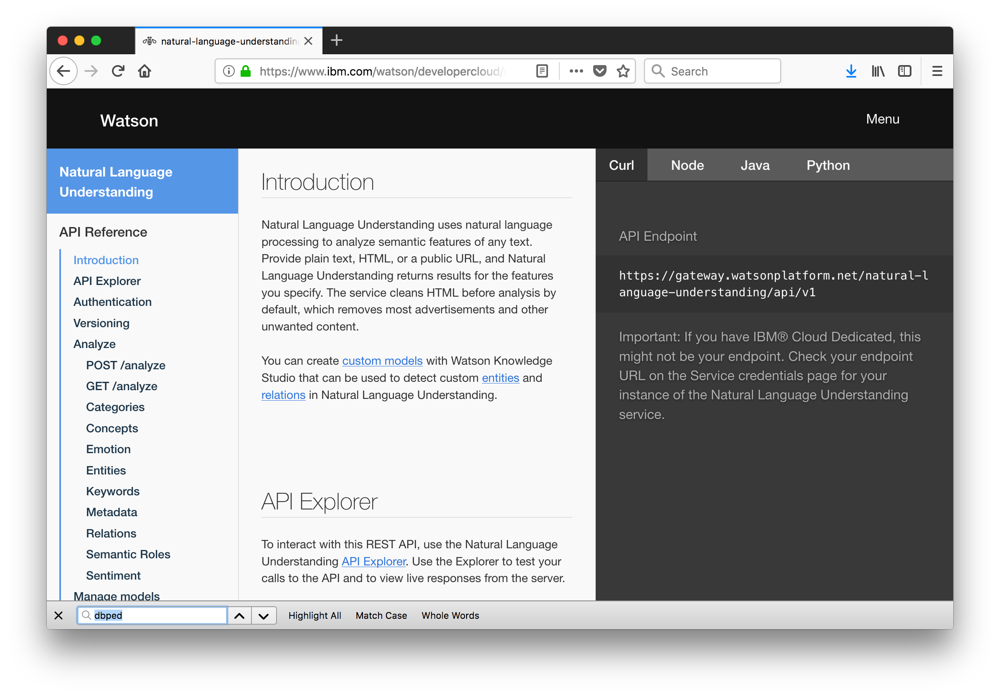 natural-language-understanding
https://www.ibm.com/watson/developercloud/
Search
Watson
Menu
Natural Language
Understanding
API Reference
Introduction
API Explorer
Authentication
Versioning
Analyze
POST /analyze
GET /analyze
Categories
Concepts
Emotion
Entities
Keywords
Metadata
Relations
Semantic Roles
Sentiment
Manage models
Introduction
Natural Language Understanding uses natural language
processing to analyze semantic features of any text.
Provide plain text, HTML, or a public URL, and Natural
Language Understanding returns results for the features
you specify. The service cleans HTML before analysis by
default, which removes most advertisements and other
unwanted content.
You can create custom models with Watson Knowledge
Studio that can be used to detect custom entities and
relations in Natural Language Understanding.
API Explorer
To interact with this REST API, use the Natural Language
Understanding API Explorer. Use the Explorer to test your
calls to the API and to view live responses from the server.
Curl Node Java Python
API Endpoint
https://gateway.watsonplatform.net/natural-l
anguage-understanding/api/v1
Important: If you have IBM® Cloud Dedicated, this
might not be your endpoint. Check your endpoint
URL on the Service credentials page for your
instance of the Natural Language Understanding
service.
dbped
Highlight All Match Case Whole Words